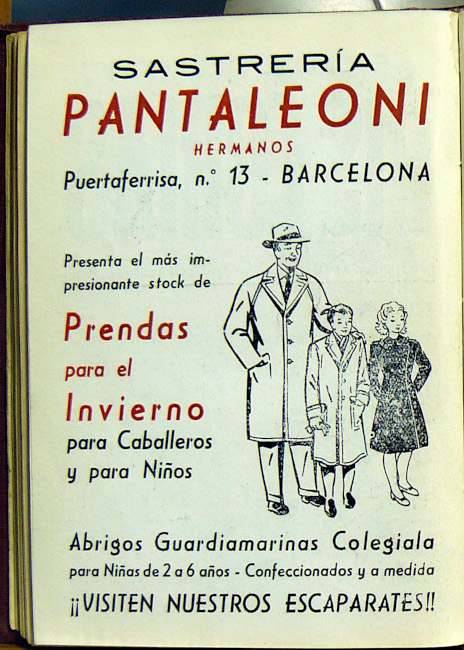 SASTRERÍA
PANTALEONI
HERMANOS
Puertaferrisa, n.° 13 - BARCELONA
Presenta el más im-
presionante stock de
Prendas
para el
Invierno
para Caballeros
y para Niños
Abrigos Guardiamarinas Colegiala
para Niñas de 2 a 6 años - Confeccionados y a medida
¡¡VISITEN NUESTROS ESCAPARATES!!